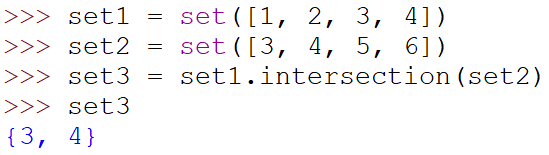 >>> set1 = set([1, 2, 3, 4])
>>> set2 = set([3, 4, 5, 6])
>>> set3 = set1.intersection(set2)
>>> set3
{3, 4}